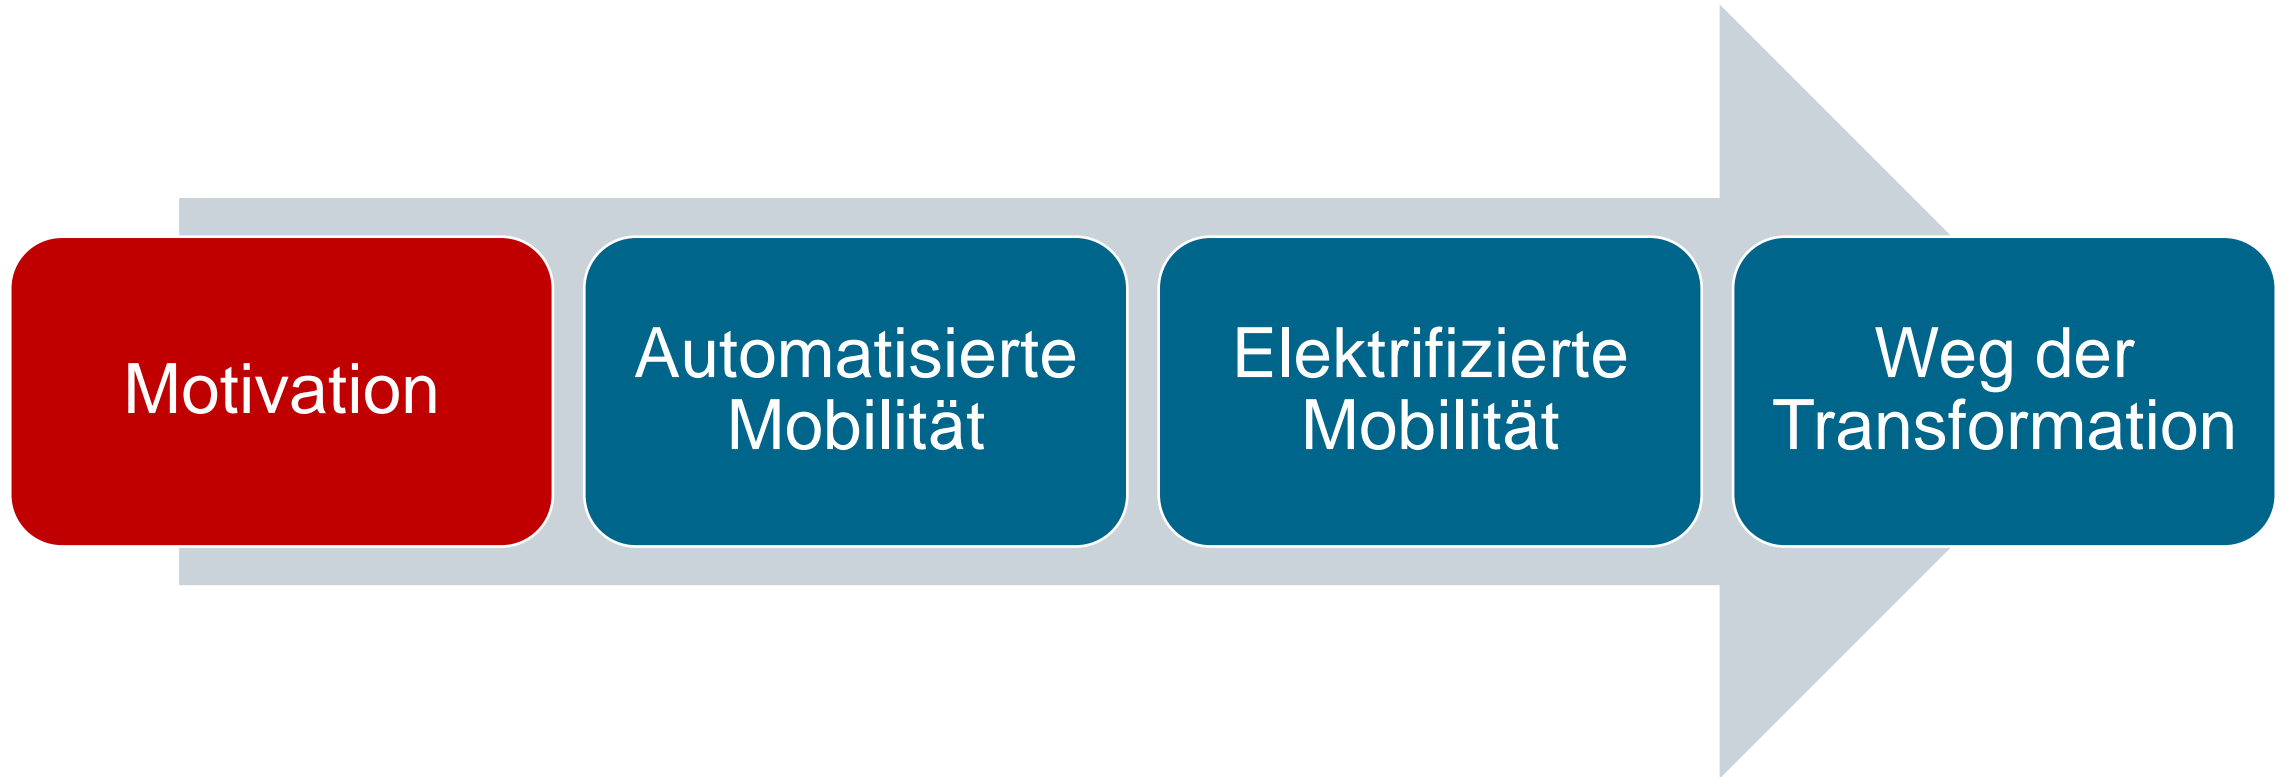 Motivation
Automatisierte
Mobilität
Elektrifizierte
Mobilität
Weg der
Transformation